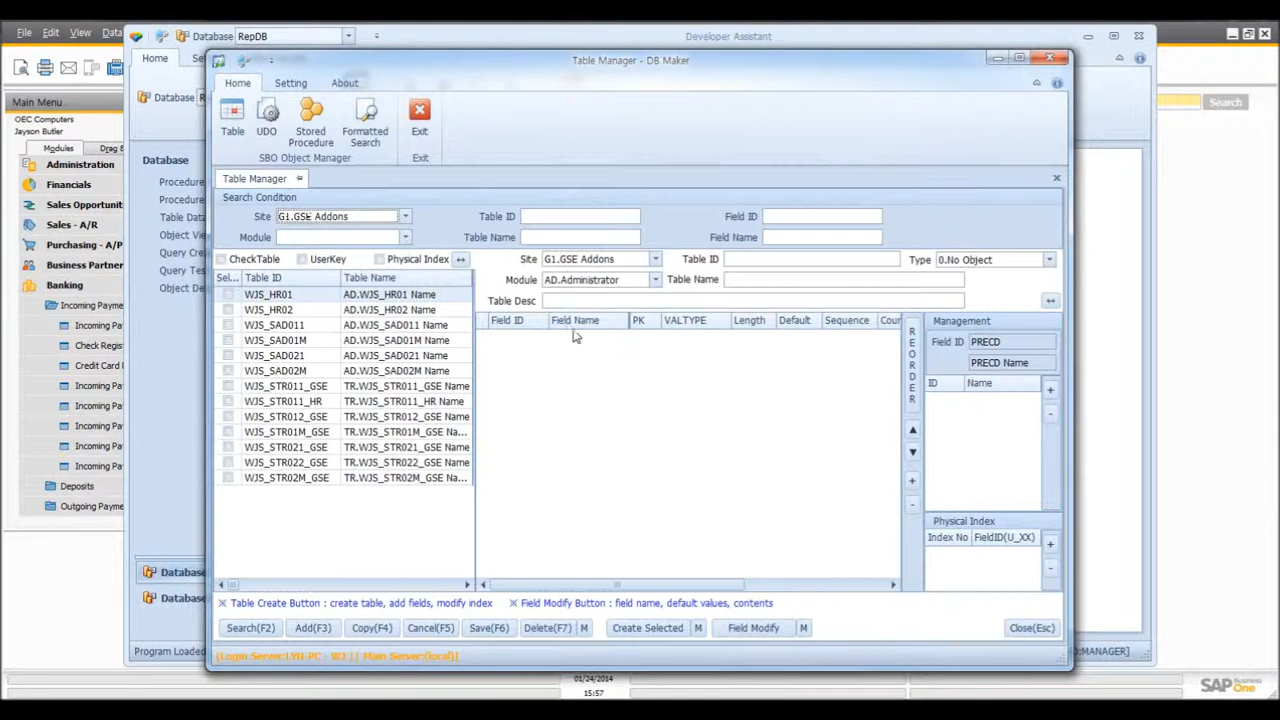 File Edit View Data
Database RepDB
Developer Assistant
Home
Database
Main Menu
OEC Computers
Jayson Butler
Modules
Administration
Financials
Sales Opportunit
Sales - A/R
Purchasing - A/P
Business Partner
Banking
Incoming Payme
Incoming Pa
Check Regis
Credit Card
Incoming Pa
Incoming Pa
Incoming Pa
Incoming Pa
Deposits
Outgoing Payme
Database
Procedure
Procedure
Table Data
Object View
Query Crea
Query Tes
Object De
Database
Database
Program Loaded
Table Manager - DB Maker
Home Setting About
Table UDO Stored Procedure Formatted Search Exit
SBO Object Manager Exit
Table Manager
Search Condition
Site G1.GSE Addons Table ID Field ID
Module Table Name Field Name
CheckTable UserKey Physical Index
Site G1.GSE Addons Table ID Type 0.No Object
Module AD.Administrator Table Name
Table Desc
Sel... Table ID Table Name
WJS_HR01 AD.WJS_HR01 Name
WJS_HR02 AD.WJS_HR02 Name
WJS_SAD011 AD.WJS_SAD011 Name
WJS_SAD01M AD.WJS_SAD01M Name
WJS_SAD021 AD.WJS_SAD021 Name
WJS_SAD02M AD.WJS_SAD02M Name
WJS_STR011_GSE TR.WJS_STR011_GSE Name
WJS_STR011_HR TR.WJS_STR011_HR Name
WJS_STR012_GSE TR.WJS_STR012_GSE Name
WJS_STR01M_GSE TR.WJS_STR01M_GSE Na...
WJS_STR021_GSE TR.WJS_STR021_GSE Name
WJS_STR022_GSE TR.WJS_STR022_GSE Name
WJS_STR02M_GSE TR.WJS_STR02M_GSE Na...
Field ID Field Name PK VALTYPE Length Default Sequence Cour
REORDER
Management
Field ID PRECD
PRECD Name
ID Name
Physical Index
Index No FieldID(U_XX)
※ Table Create Button : create table, add fields, modify index ※ Field Modify Button : field name, default values, contents
Search(F2) Add(F3) Copy(F4) Cancel(F5) Save(F6) Delete(F7) M Create Selected M Field Modify M Close(Esc)
[Login Server:LYH-PC - WJ || Main Server:(local)]
D:MANAGER]
Search
01/24/2014
15:57
SAP Business One